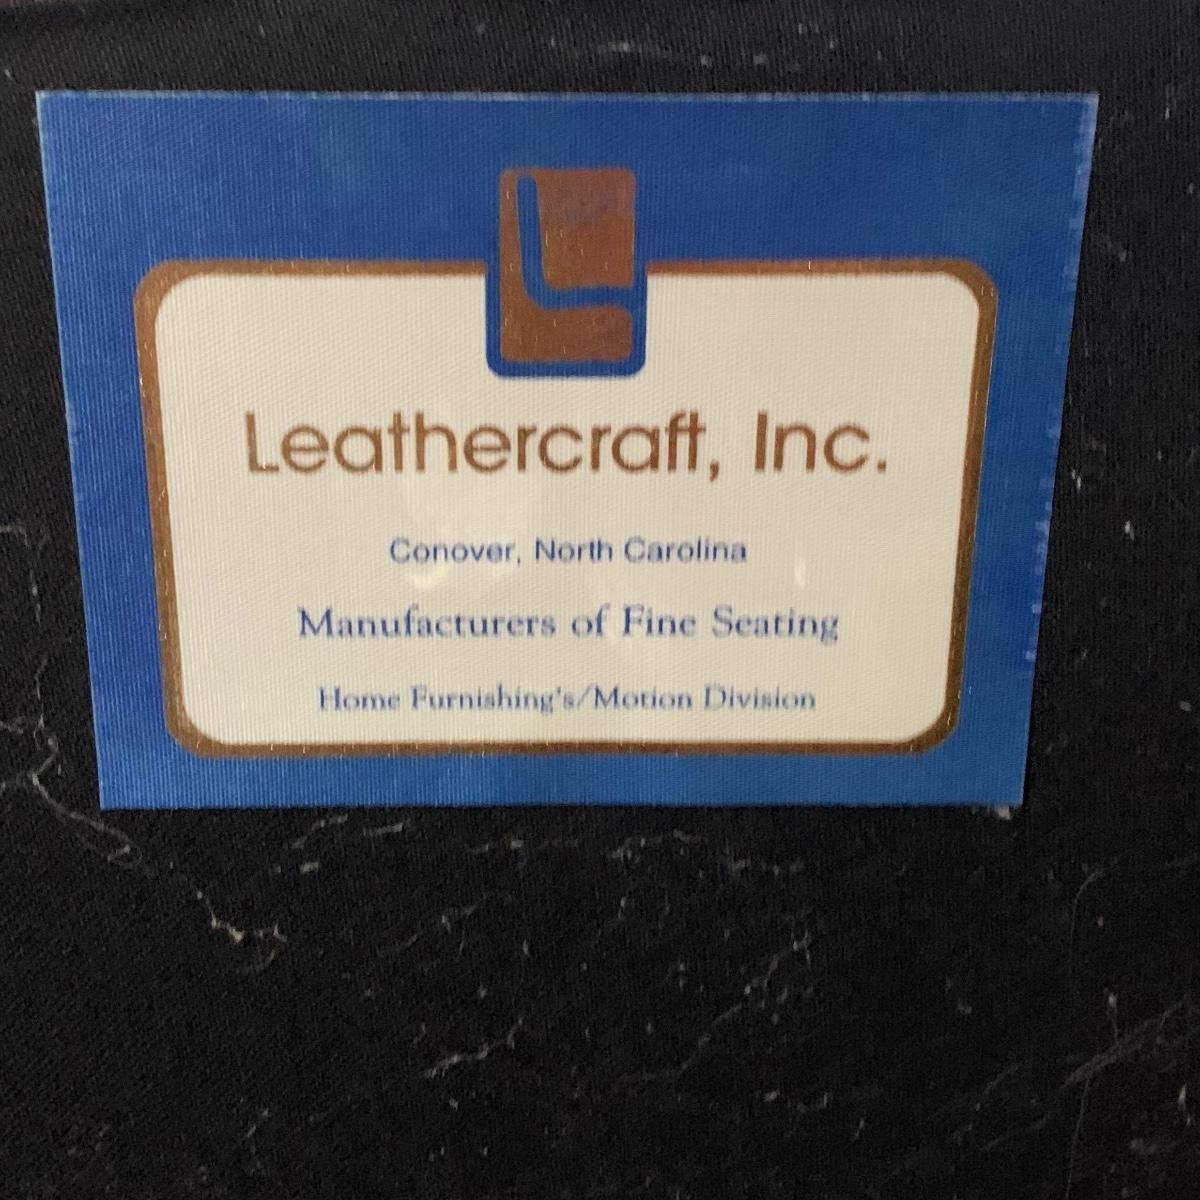 Leathercraft, Inc.
Conover, North Carolina
Manufacturers of Fine Seating
Home Furnishing's/Motion Division